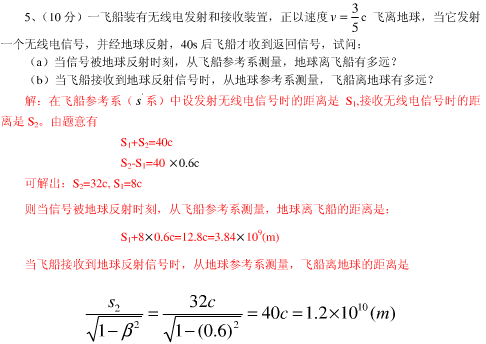 5、（10 分）一飞船装有无线电发射和接收装置，正以速度 v = 3/5 c 飞离地球，当它发射
一个无线电信号，并经地球反射，40s 后飞船才收到返回信号，试问：
（a）当信号被地球反射时刻，从飞船参考系测量，地球离飞船有多远？
（b）当飞船接收到地球反射信号时，从地球参考系测量，飞船离地球有多远？
解：在飞船参考系（ s' 系）中设发射无线电信号时的距离是 S₁,接收无线电信号时的距
离是 S₂。由题意有
S₁+S₂=40c
S₂-S₁=40 ×0.6c
可解出：S₂=32c, S₁=8c
则当信号被地球反射时刻，从飞船参考系测量，地球离飞船的距离是：
S₁+8×0.6c=12.8c=3.84×10⁹(m)
当飞船接收到地球反射信号时，从地球参考系测量，飞船离地球的距离是
s₂/√(1−β²) = 32c/√(1−(0.6)²) = 40c = 1.2×10¹⁰(m)